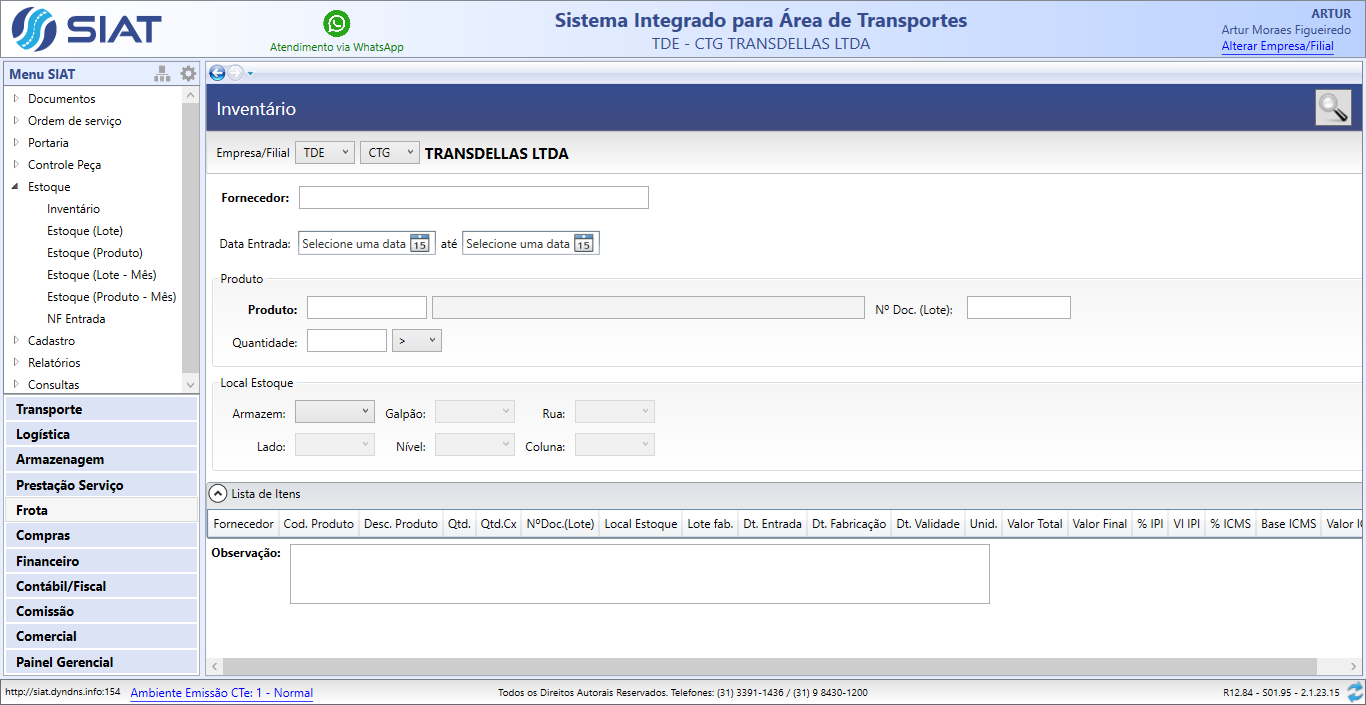 SIAT
Atendimento via WhatsApp
Sistema Integrado para Área de Transportes
TDE - CTG TRANSDELLAS LTDA
ARTUR
Artur Moraes Figueiredo
Alterar Empresa/Filial
Menu SIAT
Documentos
Ordem de serviço
Portaria
Controle Peça
Estoque
Inventário
Estoque (Lote)
Estoque (Produto)
Estoque (Lote - Mês)
Estoque (Produto - Mês)
NF Entrada
Cadastro
Relatórios
Consultas
Transporte
Logística
Armazenagem
Prestação Serviço
Frota
Compras
Financeiro
Contábil/Fiscal
Comissão
Comercial
Painel Gerencial
Inventário
Empresa/Filial TDE CTG TRANSDELLAS LTDA
Fornecedor:
Data Entrada: Selecione uma data 15 até Selecione uma data 15
Produto
Produto: Nº Doc. (Lote):
Quantidade: >
Local Estoque
Armazem: Galpão: Rua:
Lado: Nível: Coluna:
Lista de Itens
Fornecedor Cod. Produto Desc. Produto Qtd. Qtd.Cx NºDoc.(Lote) Local Estoque Lote fab. Dt. Entrada Dt. Fabricação Dt. Validade Unid. Valor Total Valor Final % IPI Vl IPI % ICMS Base ICMS Valor IC
Observação:
http://siat.dyndns.info:154 Ambiente Emissão CTe: 1 - Normal Todos os Direitos Autorais Reservados. Telefones: (31) 3391-1436 / (31) 9 8430-1200 R12.84 - S01.95 - 2.1.23.15